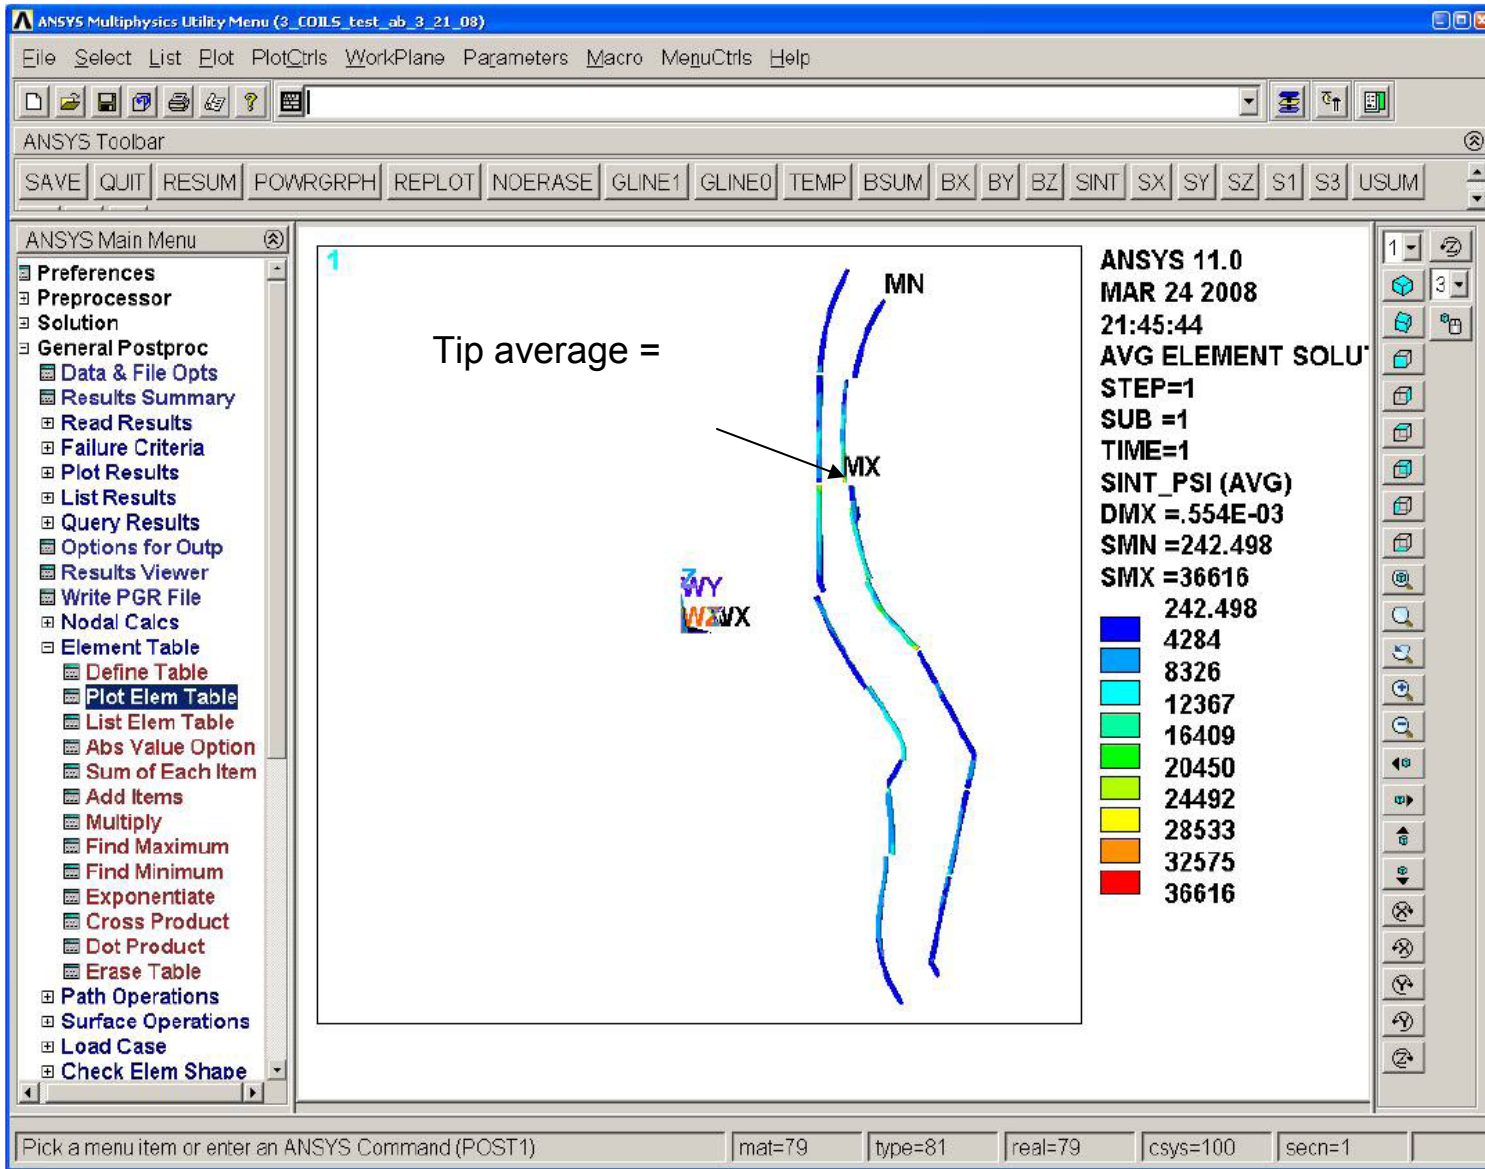 ANSYS Multiphysics Utility Menu (3_COILS_test_ab_3_21_08)
File Select List Plot PlotCtrls WorkPlane Parameters Macro MenuCtrls Help
ANSYS Toolbar
SAVE QUIT RESUM POWRGRPH REPLOT NOERASE GLINE1 GLINE0 TEMP BSUM BX BY BZ SINT SX SY SZ S1 S3 USUM
ANSYS Main Menu
Preferences
Preprocessor
Solution
General Postproc
Data & File Opts
Results Summary
Read Results
Failure Criteria
Plot Results
List Results
Query Results
Options for Outp
Results Viewer
Write PGR File
Nodal Calcs
Element Table
Define Table
Plot Elem Table
List Elem Table
Abs Value Option
Sum of Each Item
Add Items
Multiply
Find Maximum
Find Minimum
Exponentiate
Cross Product
Dot Product
Erase Table
Path Operations
Surface Operations
Load Case
Check Elem Shape
1
MN
Tip average =
MX
Z
WY
WZ WX
ANSYS 11.0
MAR 24 2008
21:45:44
AVG ELEMENT SOLUT
STEP=1
SUB =1
TIME=1
SINT_PSI (AVG)
DMX =.554E-03
SMN =242.498
SMX =36616
242.498
4284
8326
12367
16409
20450
24492
28533
32575
36616
1
3
Pick a menu item or enter an ANSYS Command (POST1)
mat=79
type=81
real=79
csys=100
secn=1